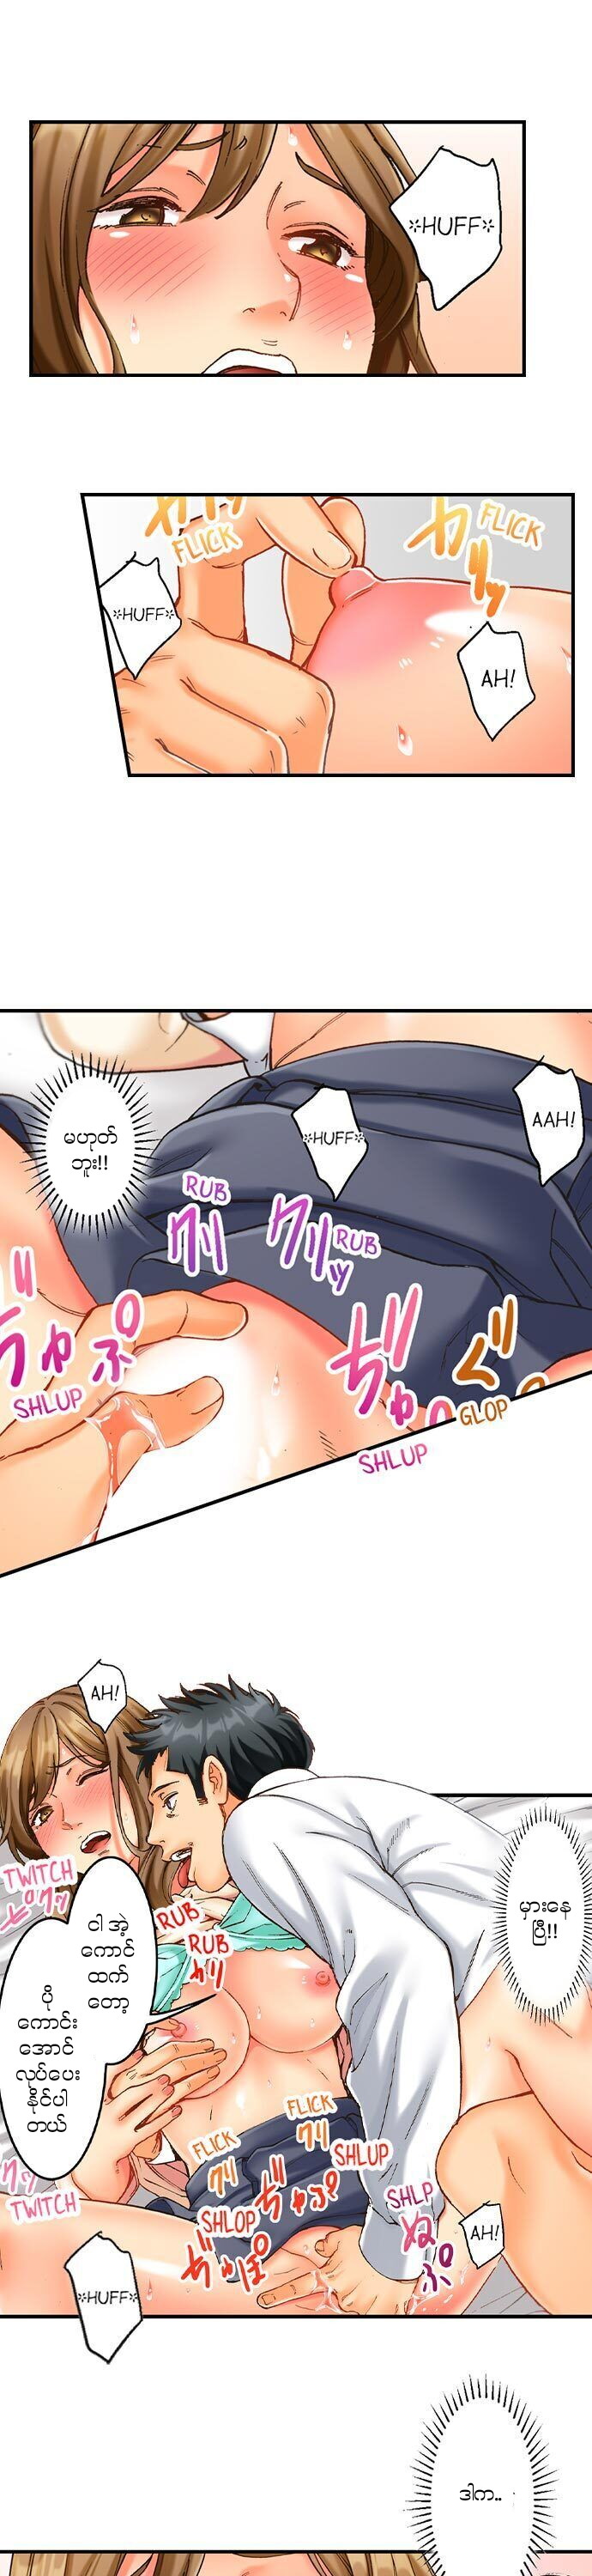 *HUFF*
FLICK
FLICK
*HUFF*
AH!
မဟုတ်
ဘူး!!
*HUFF*
AAH!
RUB
RUB
SHLUP
GLOP
SHLUP
AH!
TWITCH
RUB
RUB
ငါ အဲ့
ကောင်
ထက်
တော့
ပို
ကောင်း
အောင်
လုပ်ပေး
နိုင်ပါ
တယ်
မှားနေ
ပြီ!!
FLICK
FLICK
SHLUP
TWITCH
SHLOP
SHLP
AH!
*HUFF*
ဒါက..